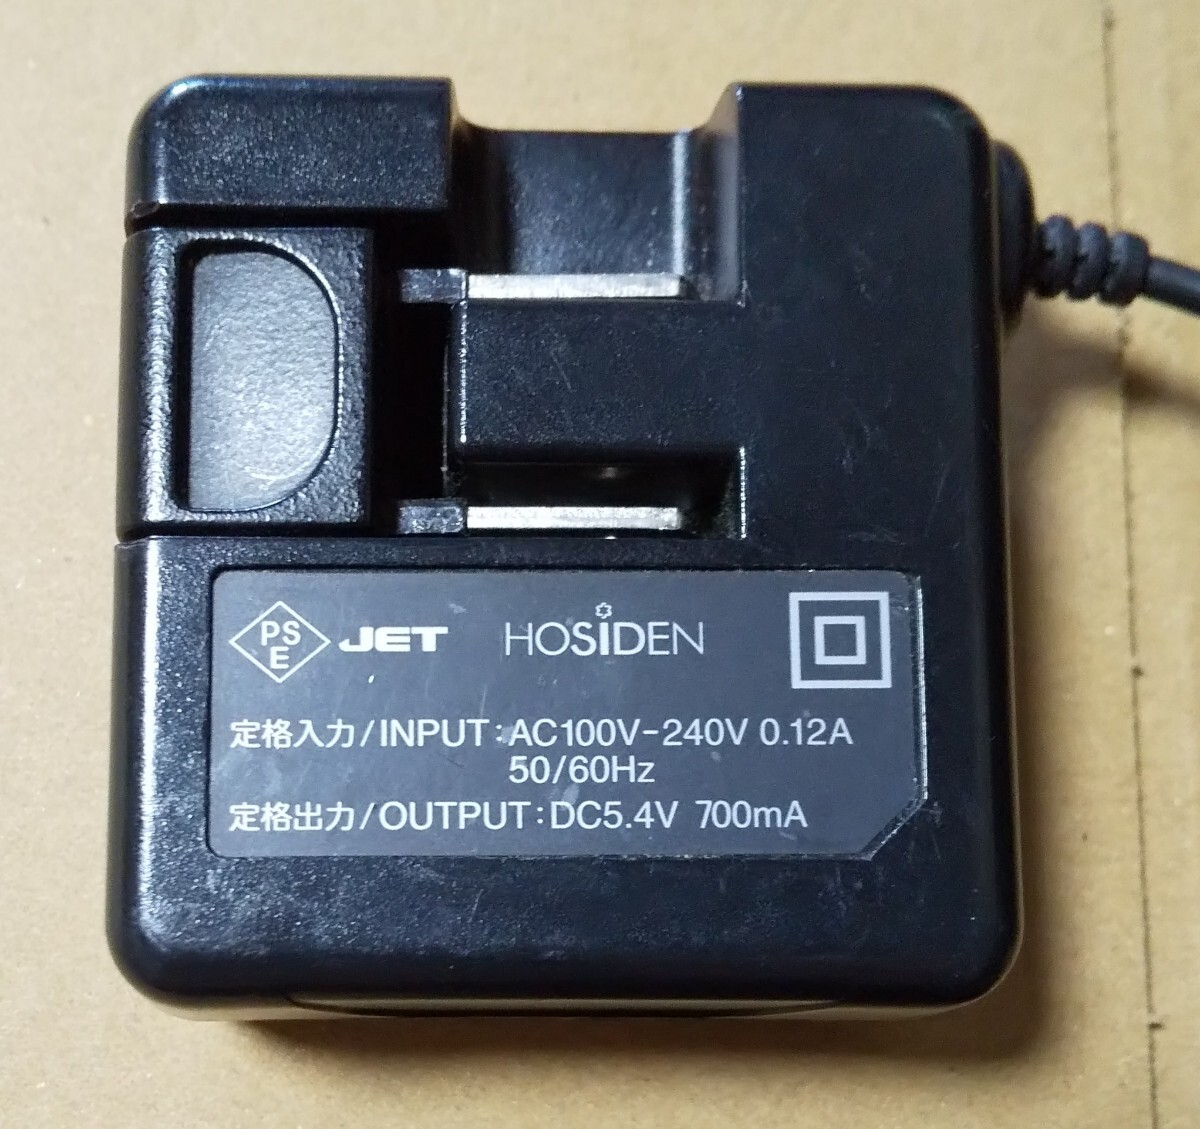 PS
E
JET HOSiDEN
定格入力/INPUT:AC100V-240V 0.12A
50/60Hz
定格出力/OUTPUT:DC5.4V 700mA